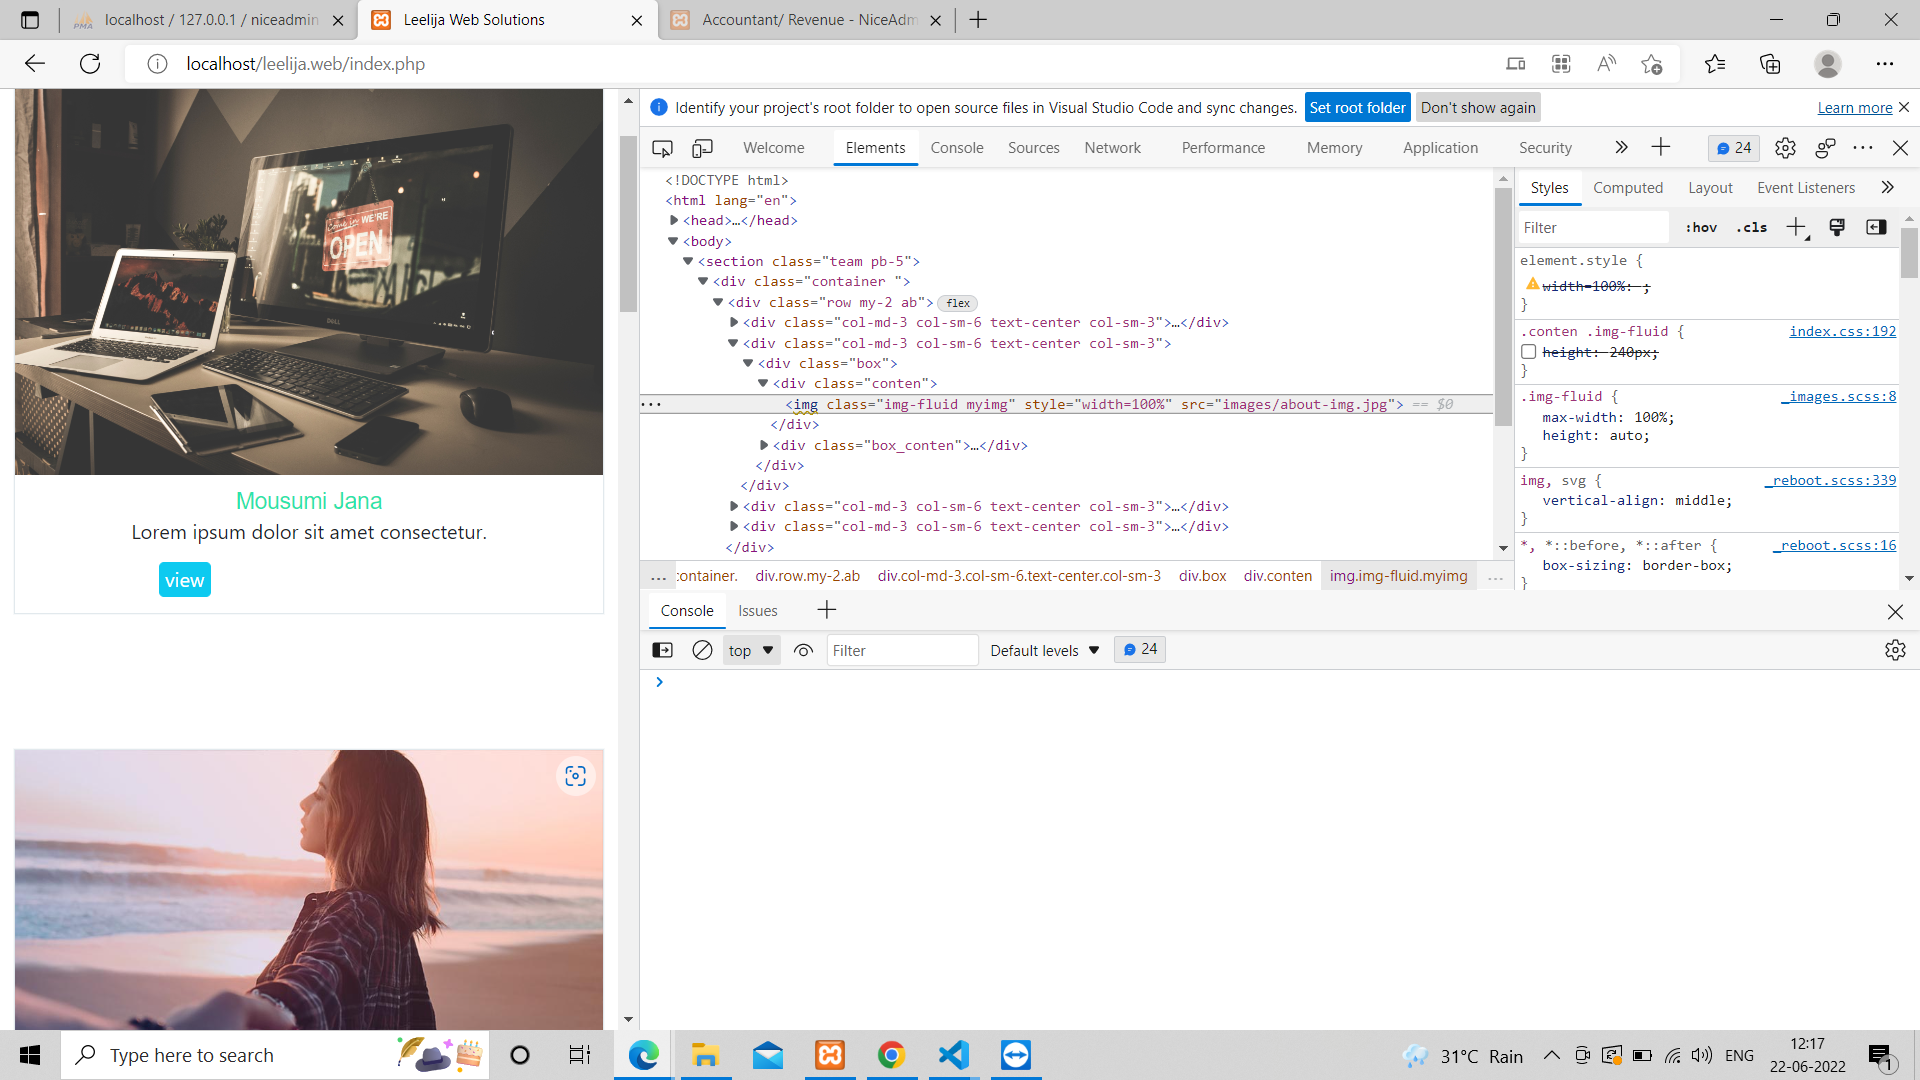 localhost / 127.0.0.1 / niceadmin
Leelija Web Solutions
Accountant/ Revenue - NiceAdm
localhost/leelija.web/index.php
Come in WE'RE
OPEN
DELL
Mousumi Jana
Lorem ipsum dolor sit amet consectetur.
view
Identify your project's root folder to open source files in Visual Studio Code and sync changes. Set root folder Don't show again Learn more
Welcome Elements Console Sources Network Performance Memory Application Security 24
<!DOCTYPE html>
<html lang="en">
<head>…</head>
<body>
<section class="team pb-5">
<div class="container ">
<div class="row my-2 ab"> flex
<div class="col-md-3 col-sm-6 text-center col-sm-3">…</div>
<div class="col-md-3 col-sm-6 text-center col-sm-3">
<div class="box">
<div class="conten">
<img class="img-fluid myimg" style="width=100%" src="images/about-img.jpg"> == $0
</div>
<div class="box_conten">…</div>
</div>
</div>
<div class="col-md-3 col-sm-6 text-center col-sm-3">…</div>
<div class="col-md-3 col-sm-6 text-center col-sm-3">…</div>
</div>
... :ontainer. div.row.my-2.ab div.col-md-3.col-sm-6.text-center.col-sm-3 div.box div.conten img.img-fluid.myimg ...
Styles Computed Layout Event Listeners
Filter :hov .cls
element.style {
width=100%: ;
}
.conten .img-fluid { index.css:192
height: 240px;
}
.img-fluid { _images.scss:8
max-width: 100%;
height: auto;
}
img, svg { _reboot.scss:339
vertical-align: middle;
}
*, *::before, *::after { _reboot.scss:16
box-sizing: border-box;
}
Console Issues
top Filter Default levels 24
Type here to search
31°C Rain
ENG
12:17
22-06-2022
1